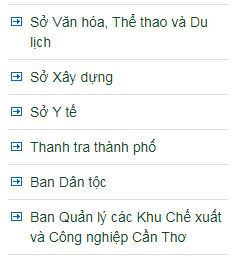 Sở Văn hóa, Thể thao và Du
lịch
Sở Xây dựng
Sở Y tế
Thanh tra thành phố
Ban Dân tộc
Ban Quản lý các Khu Chế xuất
và Công nghiệp Cần Thơ